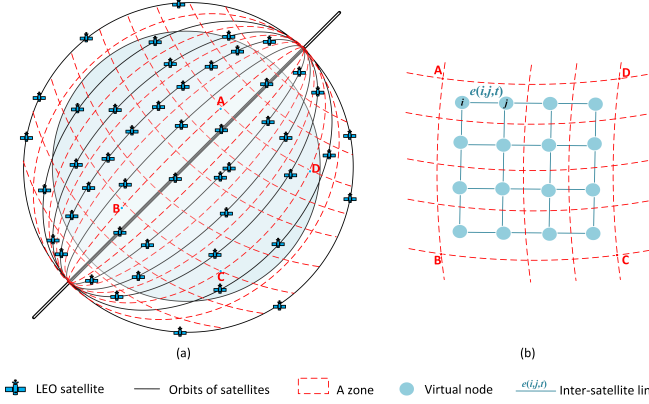 A
D
B
C
(a)
A
D
e(i,j,t)
i
j
B
C
(b)
LEO satellite
Orbits of satellites
A zone
Virtual node
e(i,j,t)
Inter-satellite lin